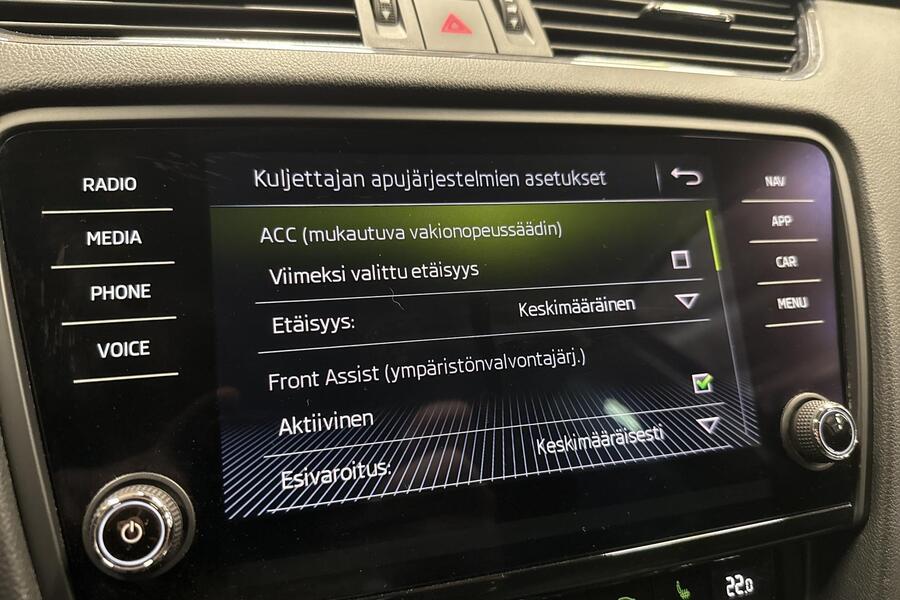 RADIO
MEDIA
PHONE
VOICE
Kuljettajan apujärjestelmien asetukset
ACC (mukautuva vakionopeussäädin)
Viimeksi valittu etäisyys
Etäisyys: Keskimääräinen
Front Assist (ympäristönvalvontajärj.)
Aktiivinen
Esivaroitus: Keskimääräisesti
NAV
APP
CAR
MENU
22.0